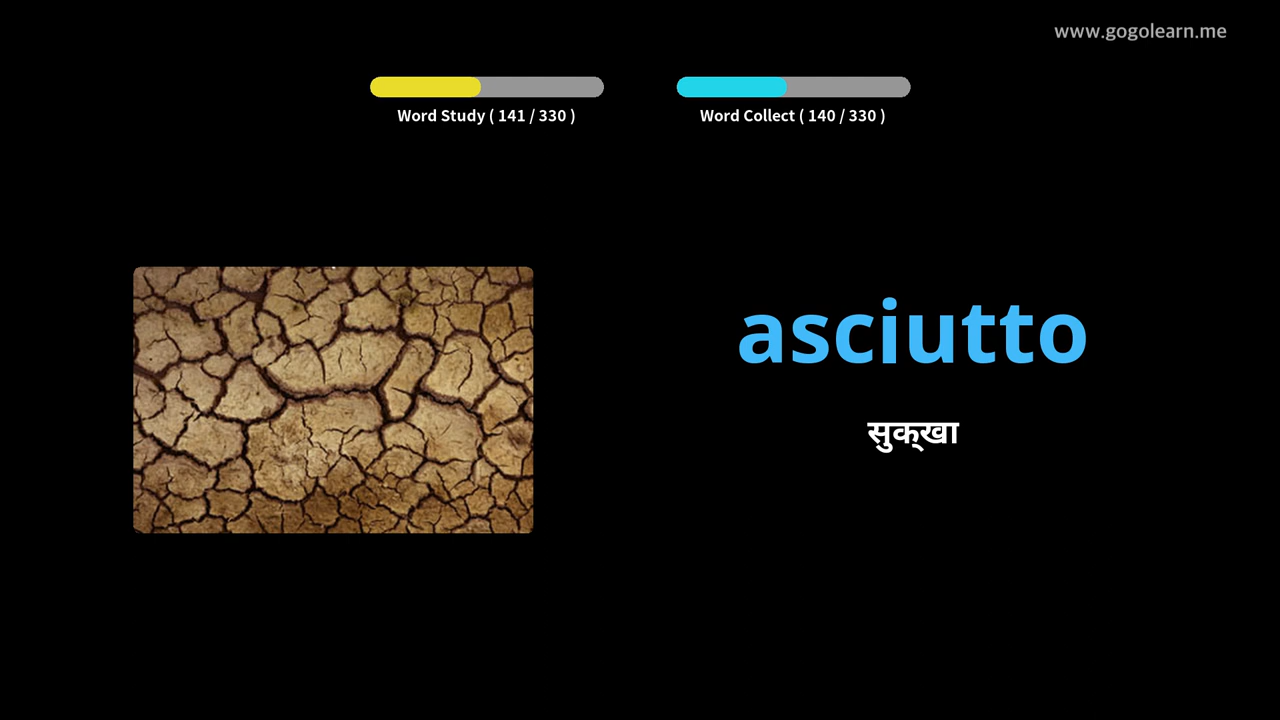 www.gogolearn.me
Word Study ( 141 / 330 )
Word Collect ( 140 / 330 )
asciutto
सुक्खा